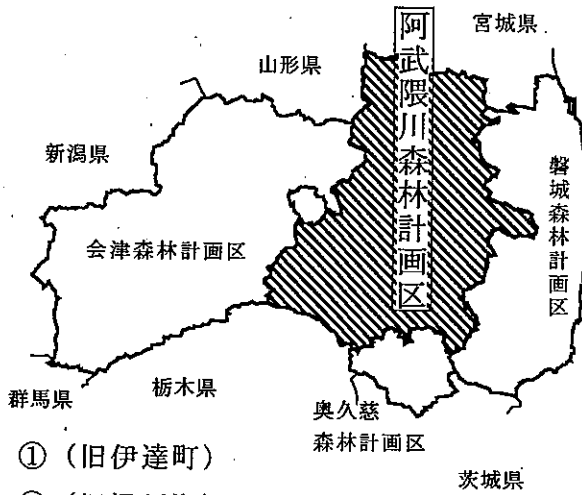 宮城県
山形県
阿武隈川森林計画区
新潟県
磐城森林計画区
会津森林計画区
群馬県
栃木県
奥久慈
森林計画区
茨城県
① (旧伊達町)